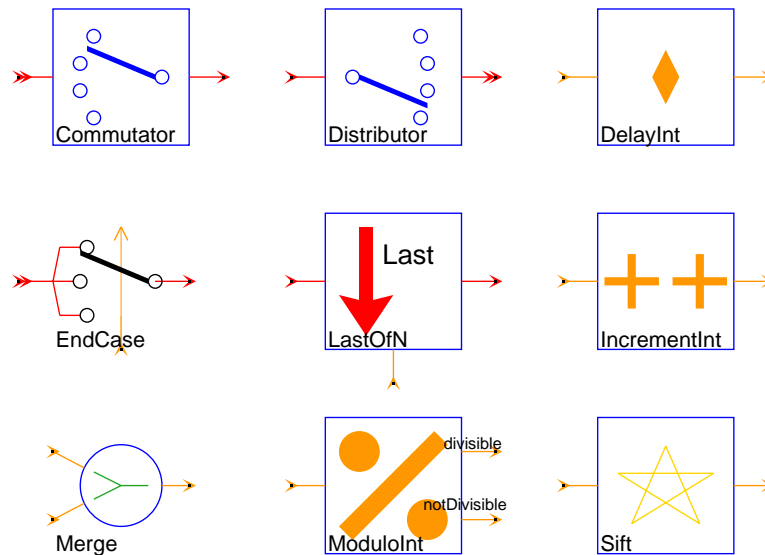 Commutator
Distributor
DelayInt
Last
EndCase
LastOfN
IncrementInt
divisible
notDivisible
Merge
ModuloInt
Sift